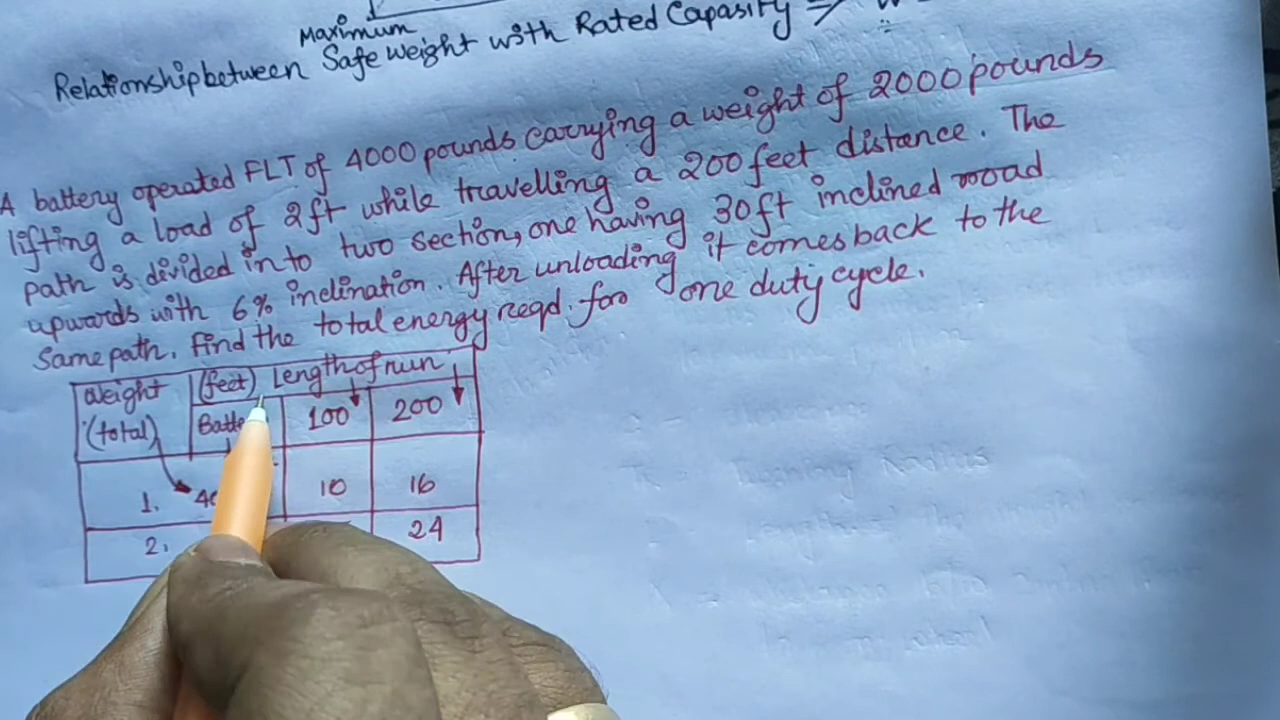 Maximum
Relationship between Safe Weight with Rated Capasity ⇒
A battery operated FLT of 4000 pounds carrying a weight of 2000 pounds
lifting a load of 2ft while travelling a 200 feet distance. The
path is divided in to two section, one having 30ft inclined road
upwards with 6% inclination. After unloading it comes back to the
same path. Find the total energy reqd. for one duty cycle.
Weight (feet) Length of run
(total) 100 200
1. 10 16
2. 24